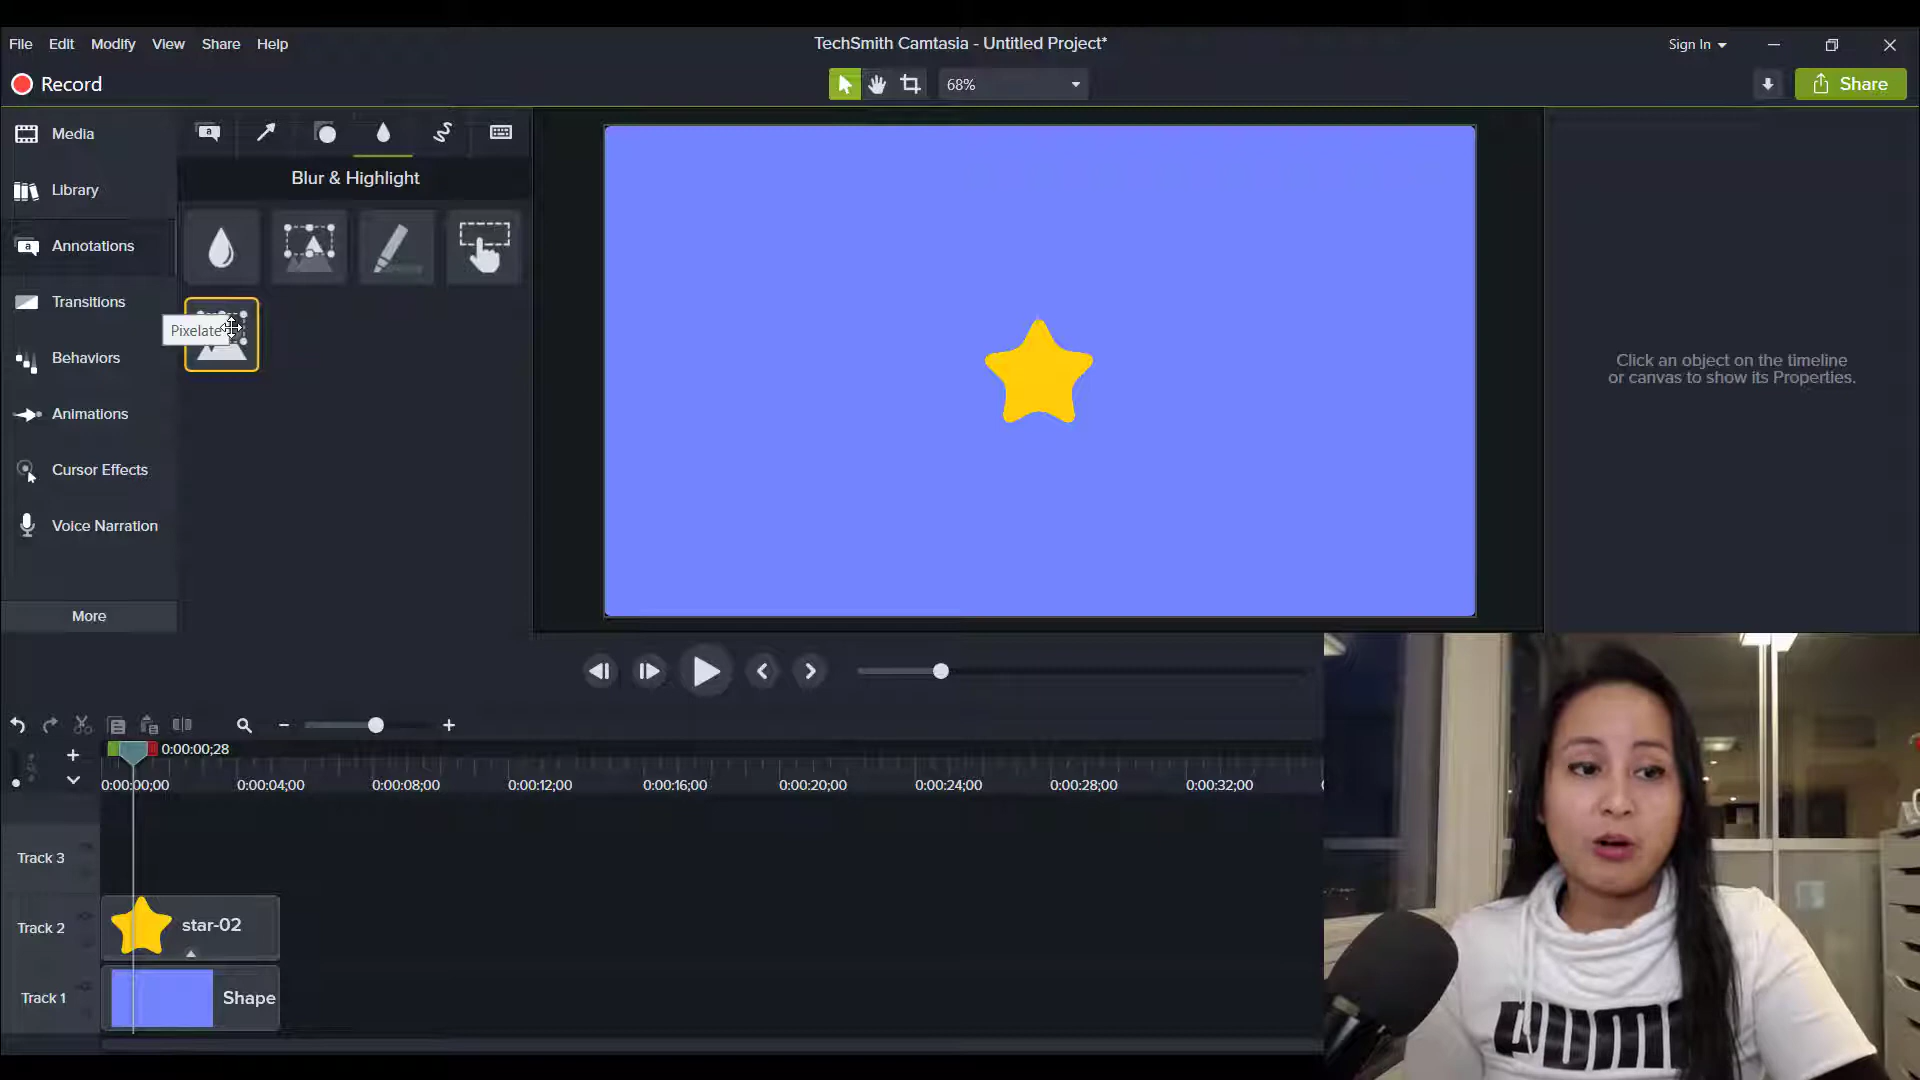 File Edit Modify View Share Help
TechSmith Camtasia - Untitled Project*
Sign In
Record
68%
Share
Media
Library
Annotations
Transitions
Behaviors
Animations
Cursor Effects
Voice Narration
More
a
Blur & Highlight
Pixelate
Click an object on the timeline
or canvas to show its Properties.
0:00:00;28
0:00:00;00 0:00:04;00 0:00:08;00 0:00:12;00 0:00:16;00 0:00:20;00 0:00:24;00 0:00:28;00 0:00:32;00
Track 3
Track 2
star-02
Track 1
Shape
PUMA